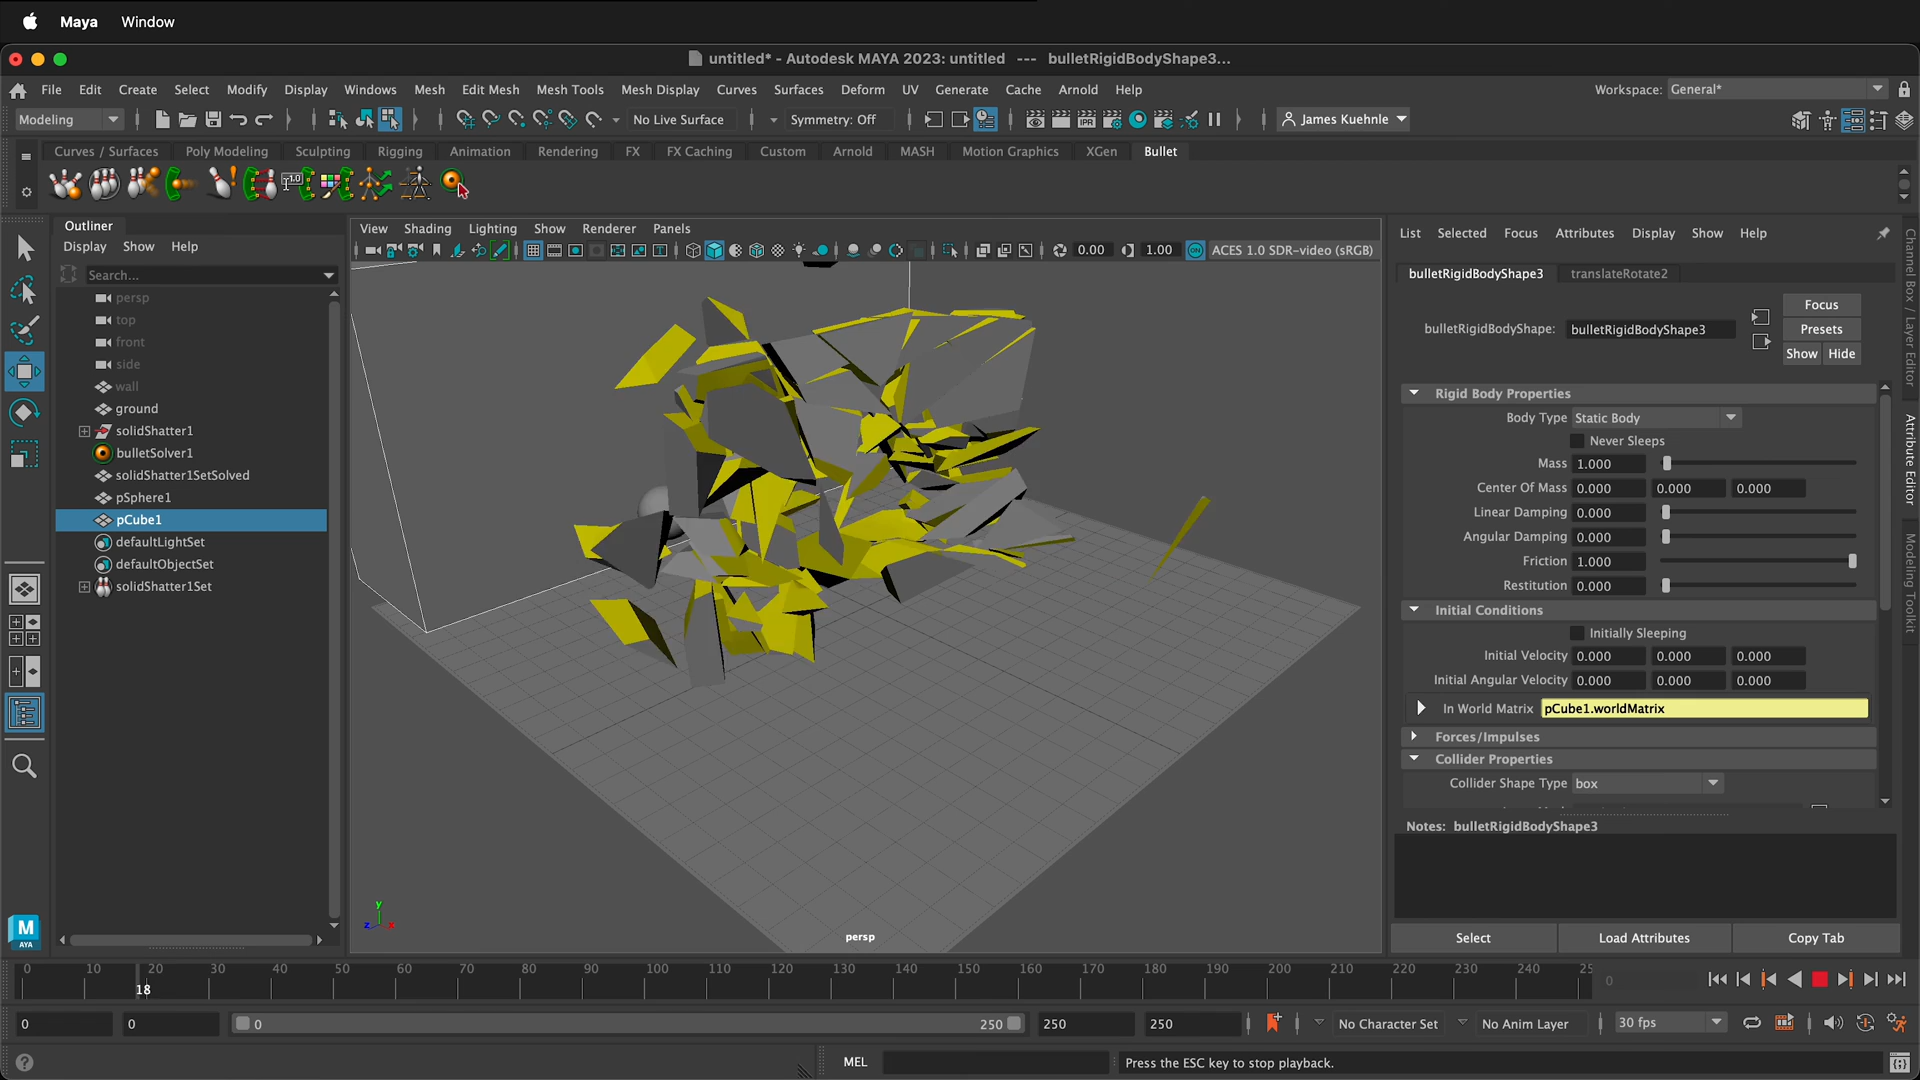 Maya Window
untitled* - Autodesk MAYA 2023: untitled --- bulletRigidBodyShape3...
File Edit Create Select Modify Display Windows Mesh Edit Mesh Mesh Tools Mesh Display Curves Surfaces Deform UV Generate Cache Arnold Help Workspace: General*
Modeling No Live Surface Symmetry: Off IPR James Kuehnle
Curves / Surfaces Poly Modeling Sculpting Rigging Animation Rendering FX FX Caching Custom Arnold MASH Motion Graphics XGen Bullet
Outliner
Display Show Help
Search...
persp
top
front
side
wall
ground
solidShatter1
bulletSolver1
solidShatter1SetSolved
pSphere1
pCube1
defaultLightSet
defaultObjectSet
solidShatter1Set
View Shading Lighting Show Renderer Panels
0.00 1.00 ON ACES 1.0 SDR-video (sRGB)
y
z x
persp
List Selected Focus Attributes Display Show Help
bulletRigidBodyShape3 translateRotate2
Focus
bulletRigidBodyShape: bulletRigidBodyShape3 Presets
Show Hide
Rigid Body Properties
Body Type Static Body
Never Sleeps
Mass 1.000
Center Of Mass 0.000 0.000 0.000
Linear Damping 0.000
Angular Damping 0.000
Friction 1.000
Restitution 0.000
Initial Conditions
Initially Sleeping
Initial Velocity 0.000 0.000 0.000
Initial Angular Velocity 0.000 0.000 0.000
In World Matrix pCube1.worldMatrix
Forces/Impulses
Collider Properties
Collider Shape Type box
Notes: bulletRigidBodyShape3
Select Load Attributes Copy Tab
Channel Box / Layer Editor
Attribute Editor
Modeling Toolkit
M
AYA
0 10 20 30 40 50 60 70 80 90 100 110 120 130 140 150 160 170 180 190 200 210 220 230 240 25
18
0
0 0 0 250 250 250 No Character Set No Anim Layer 30 fps
MEL Press the ESC key to stop playback.